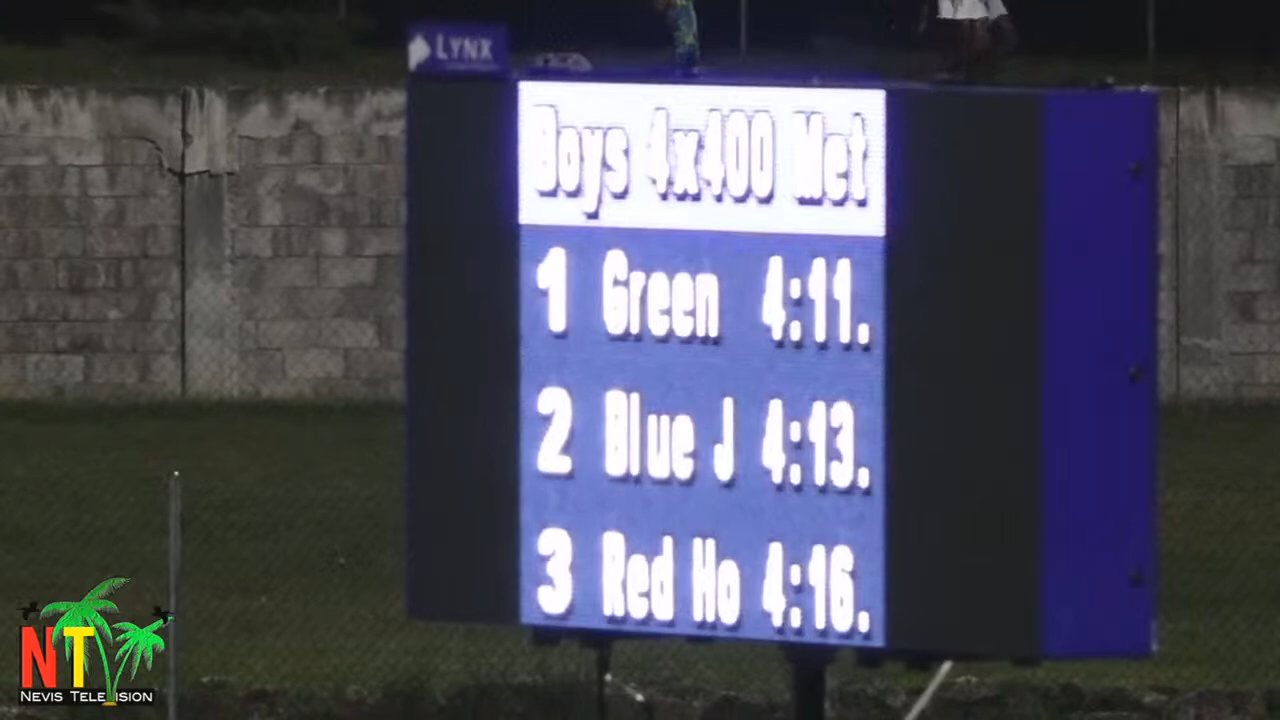 LYNX
Boys 4x400 Met
1 Green 4:11.
2 Blue J 4:13.
3 Red Ho 4:16.
NTV
NEVIS TELEVISION